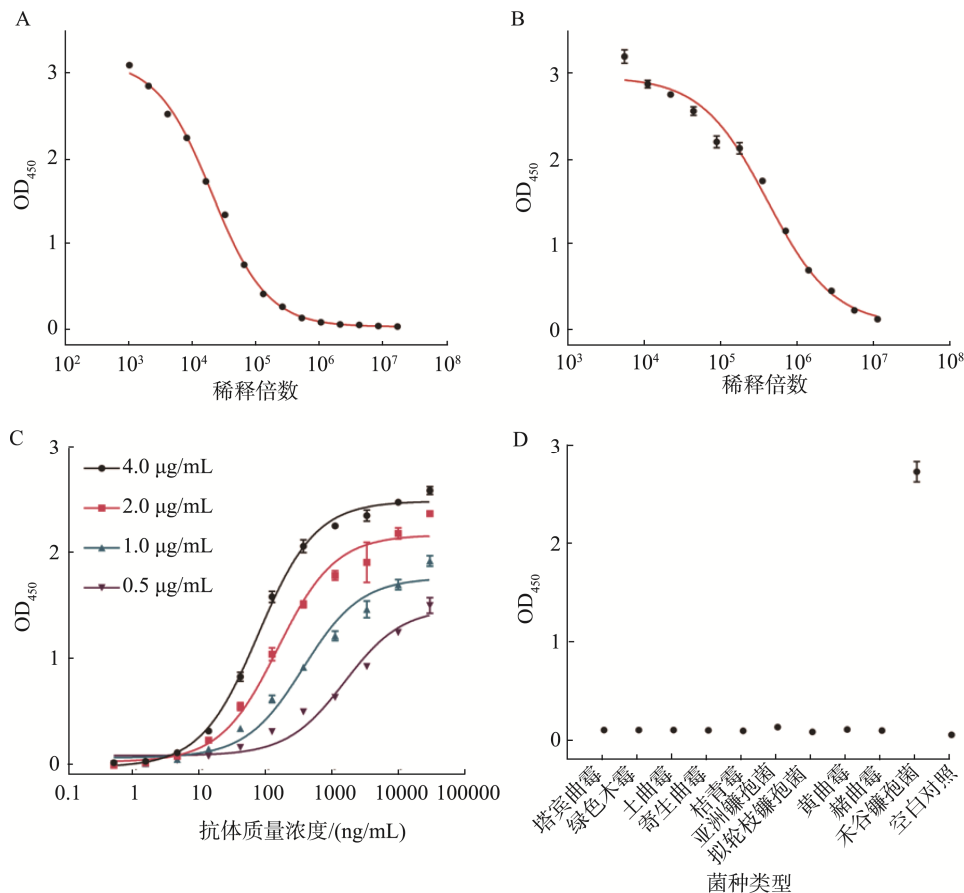 A
3
2
1
0
OD450
10² 10³ 10⁴ 10⁵ 10⁶ 10⁷ 10⁸
稀释倍数
B
3
2
1
0
OD450
10³ 10⁴ 10⁵ 10⁶ 10⁷ 10⁸
稀释倍数
C
3
2
1
0
OD450
4.0 μg/mL
2.0 μg/mL
1.0 μg/mL
0.5 μg/mL
0.1 1 10 100 1000 10000 100000
抗体质量浓度/(ng/mL)
D
3
2
1
0
OD450
塔宾曲霉
绿色木霉
土曲霉
寄生曲霉
桔青霉
亚洲镰孢菌
拟轮枝镰孢菌
黄曲霉
赭曲霉
禾谷镰孢菌
空白对照
菌种类型